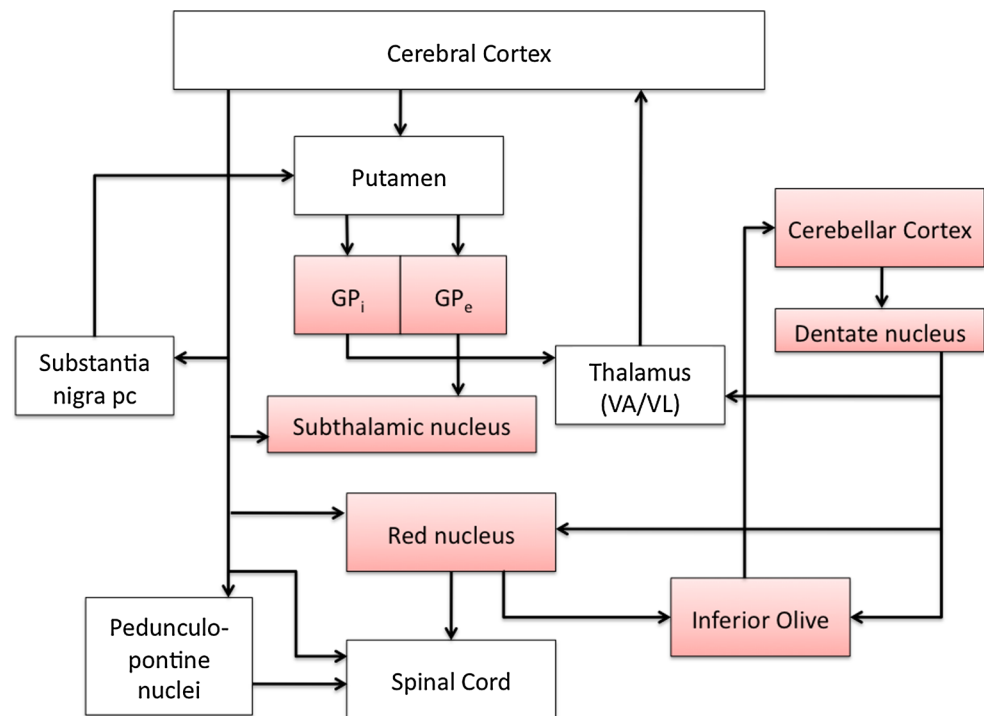 Cerebral Cortex
Putamen
Cerebellar Cortex
GPi
GPe
Dentate nucleus
Substantia
nigra pc
Thalamus
(VA/VL)
Subthalamic nucleus
Red nucleus
Inferior Olive
Pedunculo-
pontine
nuclei
Spinal Cord